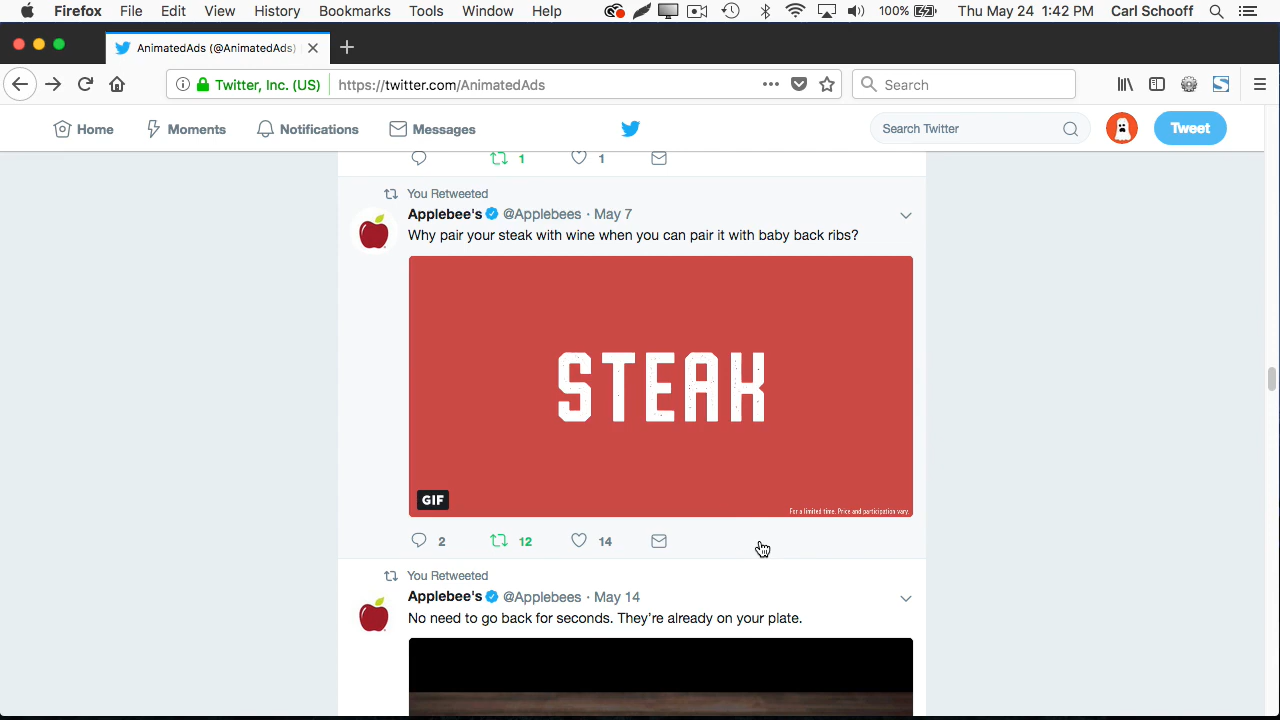 Firefox File Edit View History Bookmarks Tools Window Help 100% Thu May 24 1:42 PM Carl Schooff
AnimatedAds (@AnimatedAds)
Twitter, Inc. (US) https://twitter.com/AnimatedAds Search
Home Moments Notifications Messages Search Twitter Tweet
1 1
You Retweeted
Applebee's @Applebees · May 7
Why pair your steak with wine when you can pair it with baby back ribs?
STEAK
GIF
For a limited time. Price and participation vary.
2 12 14
You Retweeted
Applebee's @Applebees · May 14
No need to go back for seconds. They're already on your plate.